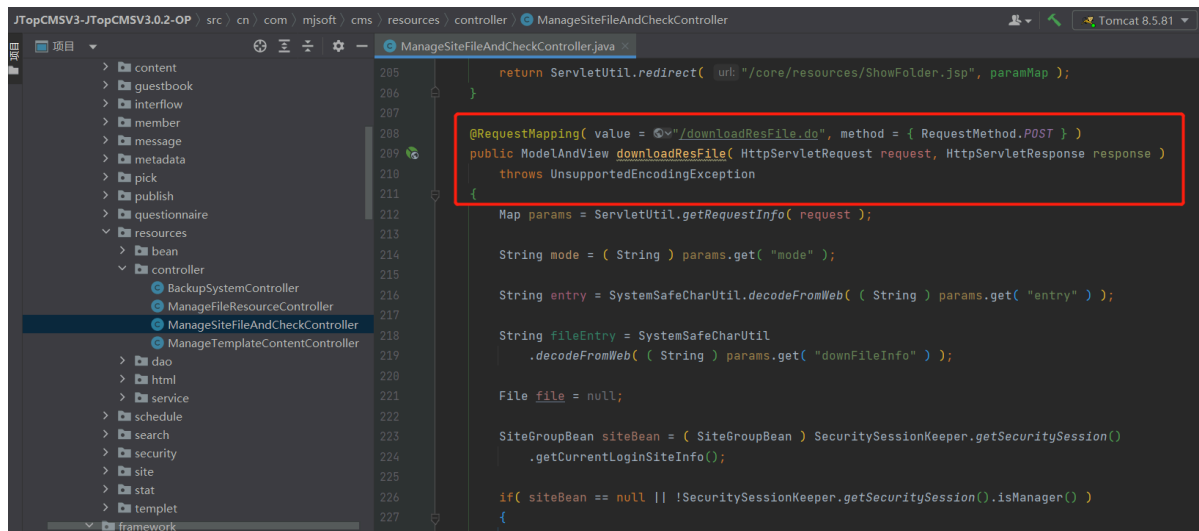 JTopCMSV3-JTopCMSV3.0.2-OP 〉 src 〉 cn 〉 com 〉 mjsoft 〉 cms 〉 resources 〉 controller 〉 ManageSiteFileAndCheckController
Tomcat 8.5.81
项目
项目
ManageSiteFileAndCheckController.java
content
guestbook
interflow
member
message
metadata
pick
publish
questionnaire
resources
bean
controller
BackupSystemController
ManageFileResourceController
ManageSiteFileAndCheckController
ManageTemplateContentController
dao
html
service
schedule
search
security
site
stat
templet
framework
205 return ServletUtil.redirect( url: "/core/resources/ShowFolder.jsp", paramMap );
206 }
207
208 @RequestMapping( value = "/downloadResFile.do", method = { RequestMethod.POST } )
209 public ModelAndView downloadResFile( HttpServletRequest request, HttpServletResponse response )
210 throws UnsupportedEncodingException
211 {
212 Map params = ServletUtil.getRequestInfo( request );
213
214 String mode = ( String ) params.get( "mode" );
215
216 String entry = SystemSafeCharUtil.decodeFromWeb( ( String ) params.get( "entry" ) );
217
218 String fileEntry = SystemSafeCharUtil
219 .decodeFromWeb( ( String ) params.get( "downFileInfo" ) );
220
221 File file = null;
222
223 SiteGroupBean siteBean = ( SiteGroupBean ) SecuritySessionKeeper.getSecuritySession()
224 .getCurrentLoginSiteInfo();
225
226 if( siteBean == null || !SecuritySessionKeeper.getSecuritySession().isManager() )
227 {